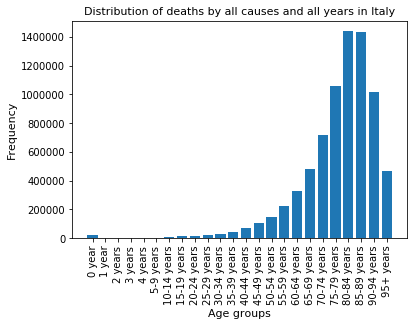 Distribution of deaths by all causes and all years in Italy
Frequency
1400000
1200000
1000000
800000
600000
400000
200000
0
0 year
1 year
2 years
3 years
4 years
5-9 years
10-14 years
15-19 years
20-24 years
25-29 years
30-34 years
35-39 years
40-44 years
45-49 years
50-54 years
55-59 years
60-64 years
65-69 years
70-74 years
75-79 years
80-84 years
85-89 years
90-94 years
95+ years
Age groups